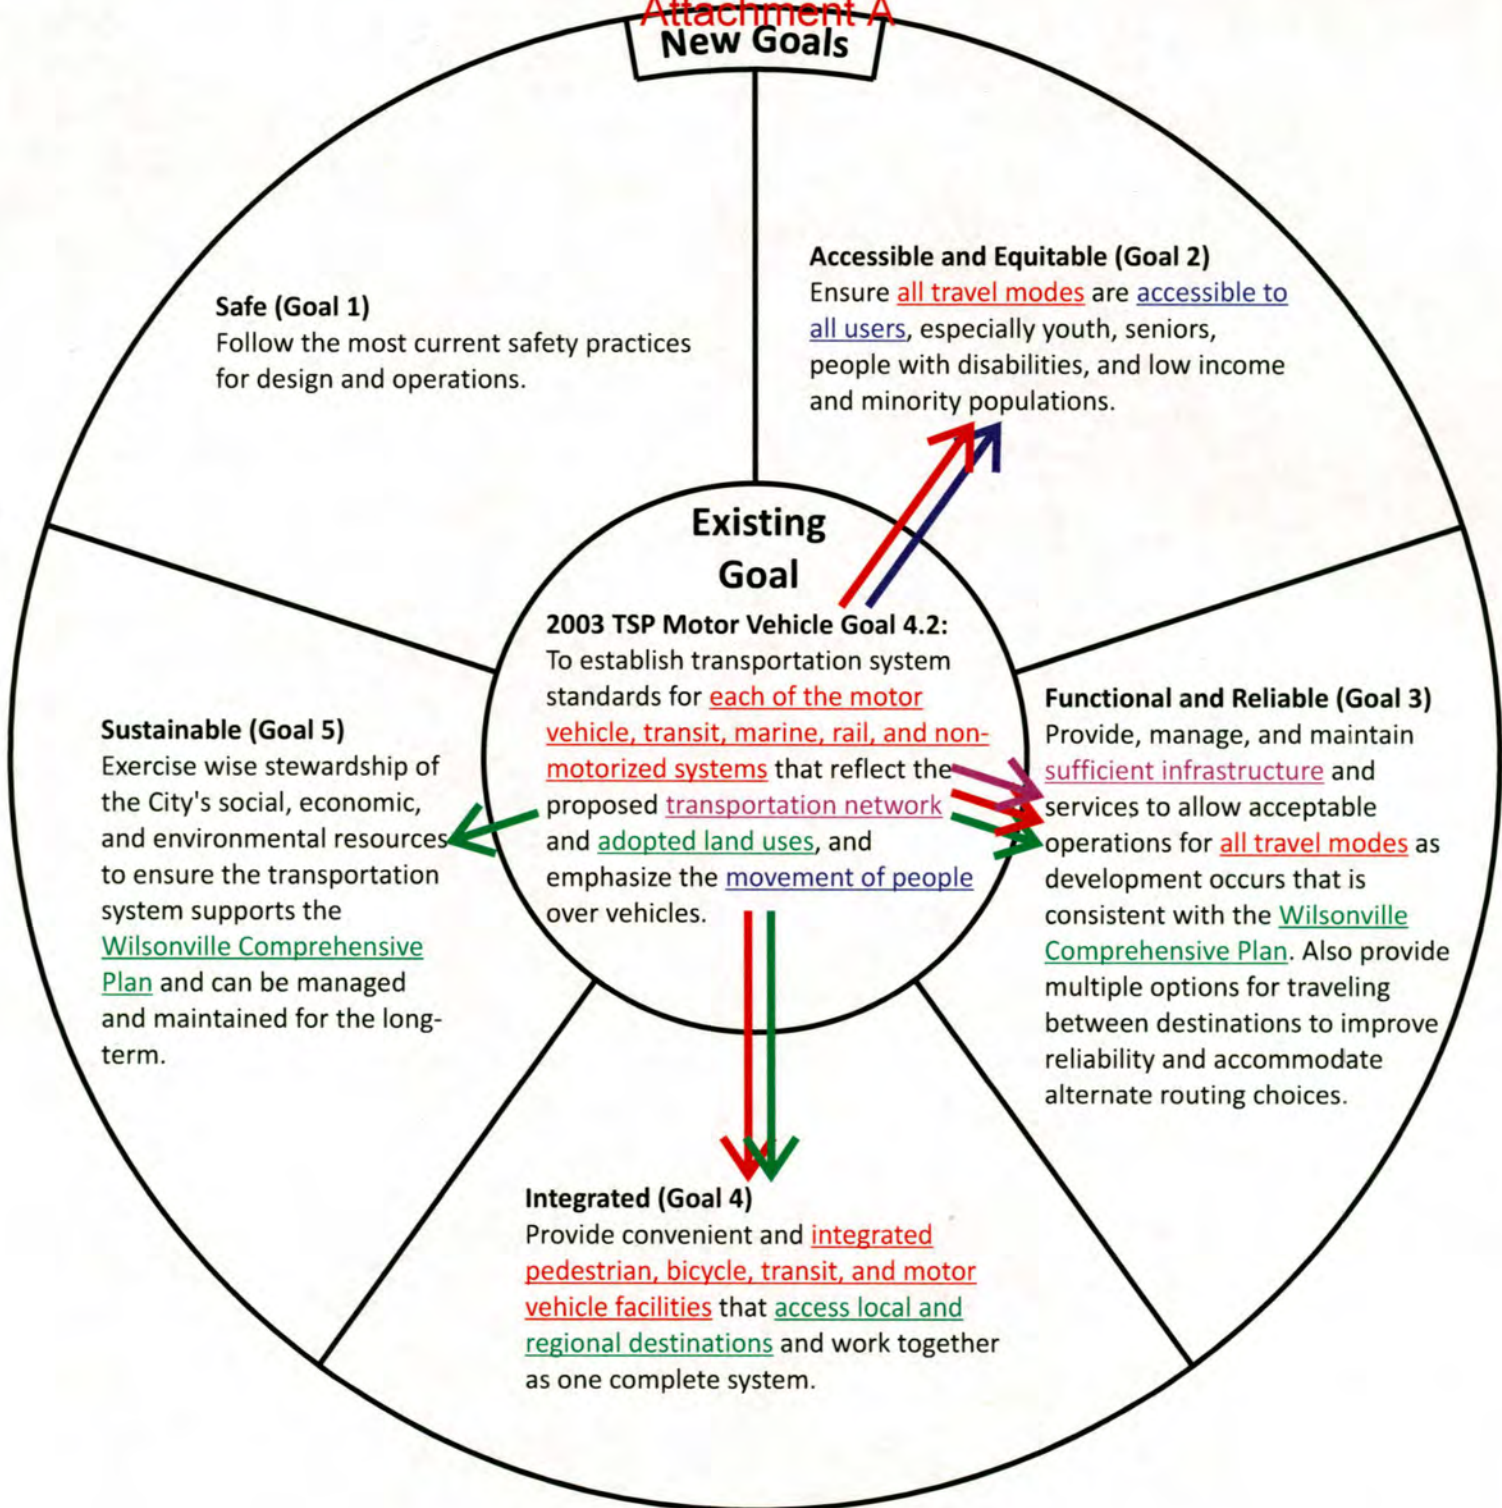 Attachment A
New Goals
Safe (Goal 1)
Follow the most current safety practices
for design and operations.
Accessible and Equitable (Goal 2)
Ensure all travel modes are accessible to
all users, especially youth, seniors,
people with disabilities, and low income
and minority populations.
Existing
Goal
2003 TSP Motor Vehicle Goal 4.2:
To establish transportation system
standards for each of the motor
vehicle, transit, marine, rail, and non-
motorized systems that reflect the
proposed transportation network
and adopted land uses, and
emphasize the movement of people
over vehicles.
Functional and Reliable (Goal 3)
Provide, manage, and maintain
sufficient infrastructure and
services to allow acceptable
operations for all travel modes as
development occurs that is
consistent with the Wilsonville
Comprehensive Plan. Also provide
multiple options for traveling
between destinations to improve
reliability and accommodate
alternate routing choices.
Integrated (Goal 4)
Provide convenient and integrated
pedestrian, bicycle, transit, and motor
vehicle facilities that access local and
regional destinations and work together
as one complete system.
Sustainable (Goal 5)
Exercise wise stewardship of
the City's social, economic,
and environmental resources
to ensure the transportation
system supports the
Wilsonville Comprehensive
Plan and can be managed
and maintained for the long-
term.